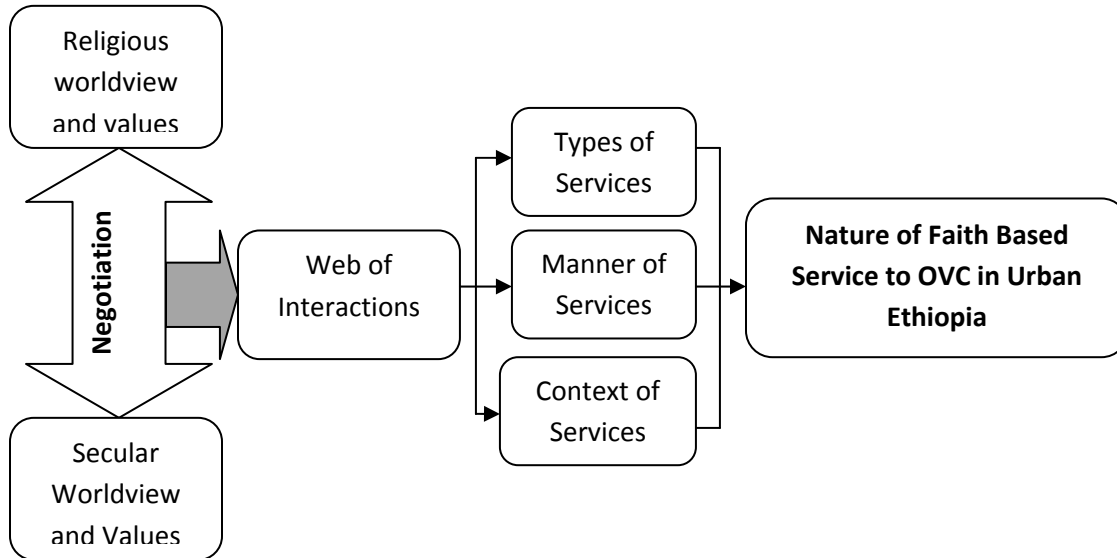 Religious
worldview
and values
Negotiation
Secular
Worldview
and Values
Web of
Interactions
Types of
Services
Manner of
Services
Context of
Services
Nature of Faith Based
Service to OVC in Urban
Ethiopia